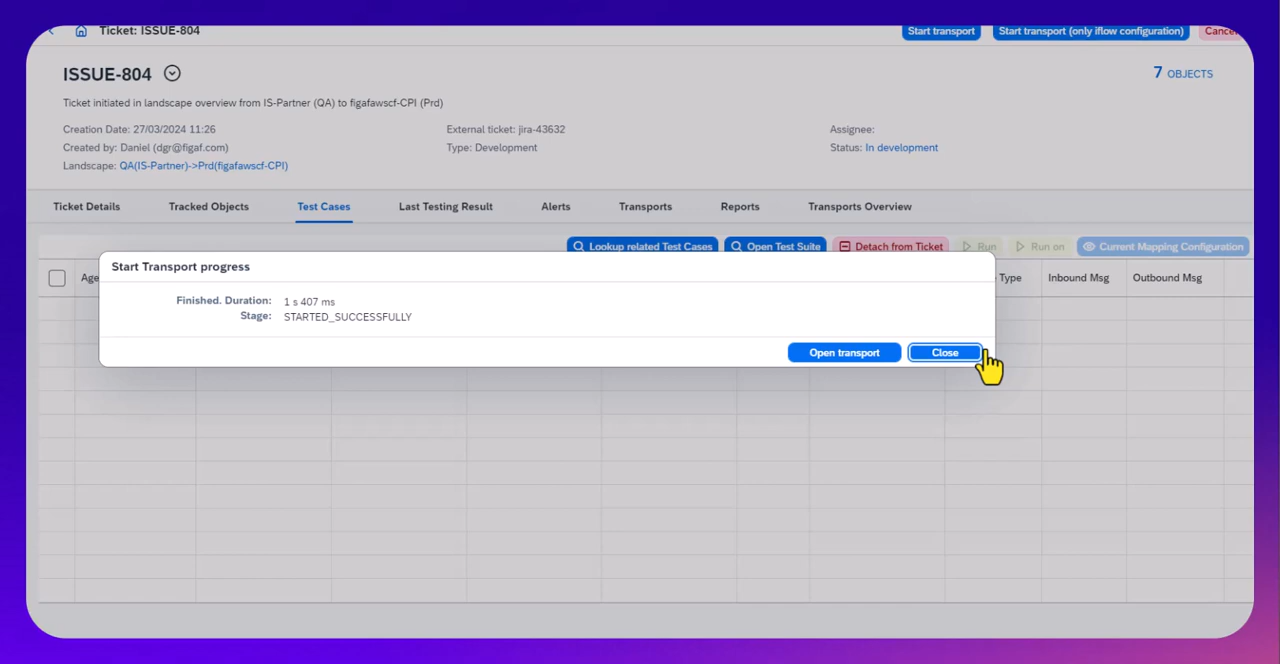 Ticket: ISSUE-804
Start transport
Start transport (only iflow configuration)
ISSUE-804
7 OBJECTS
Ticket initiated in landscape overview from IS-Partner (QA) to figafawscf-CPI (Prd)
Creation Date: 27/03/2024 11:26
External ticket: jira-43632
Assignee:
Created by: Daniel (dgr@figaf.com)
Type: Development
Status: In development
Landscape: QA(IS-Partner)->Prd(figafawscf-CPI)
Ticket Details
Tracked Objects
Test Cases
Last Testing Result
Alerts
Transports
Reports
Transports Overview
Lookup related Test Cases
Open Test Suite
Detach from Ticket
Run
Run on
Current Mapping Configuration
Type
Inbound Msg
Outbound Msg
Start Transport progress
Finished. Duration: 1 s 407 ms
Stage: STARTED_SUCCESSFULLY
Open transport
Close